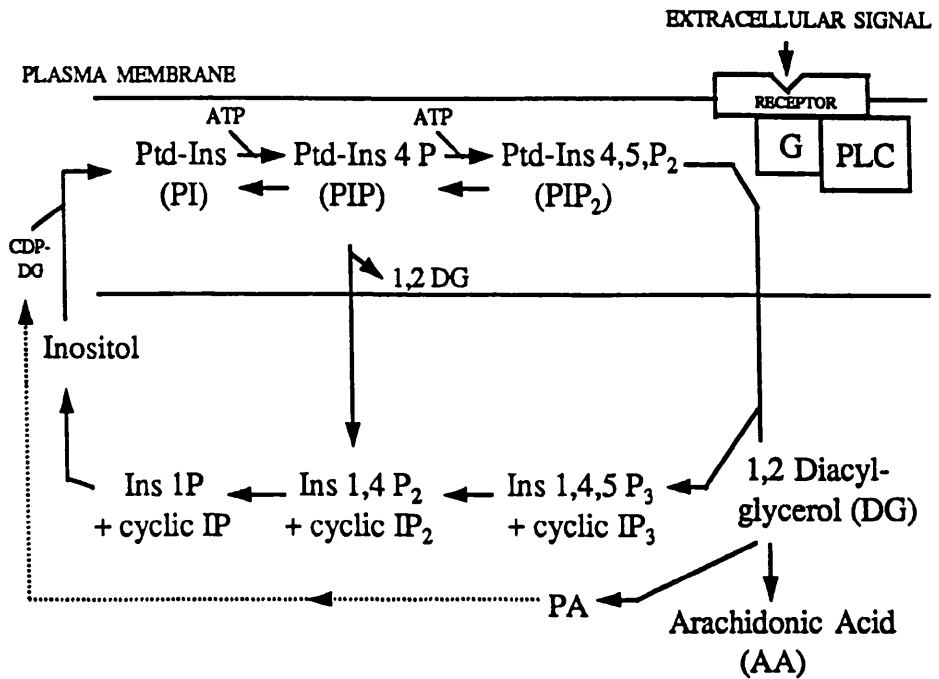 EXTRACELLULAR SIGNAL
PLASMA MEMBRANE
RECEPTOR
ATP
ATP
G
PLC
Ptd-Ins
Ptd-Ins 4 P
Ptd-Ins 4,5,P₂
(PI)
(PIP)
(PIP₂)
CDP-
DG
1,2 DG
Inositol
Ins 1P
+ cyclic IP
Ins 1,4 P₂
+ cyclic IP₂
Ins 1,4,5 P₃
+ cyclic IP₃
1,2 Diacyl-
glycerol (DG)
PA
Arachidonic Acid
(AA)